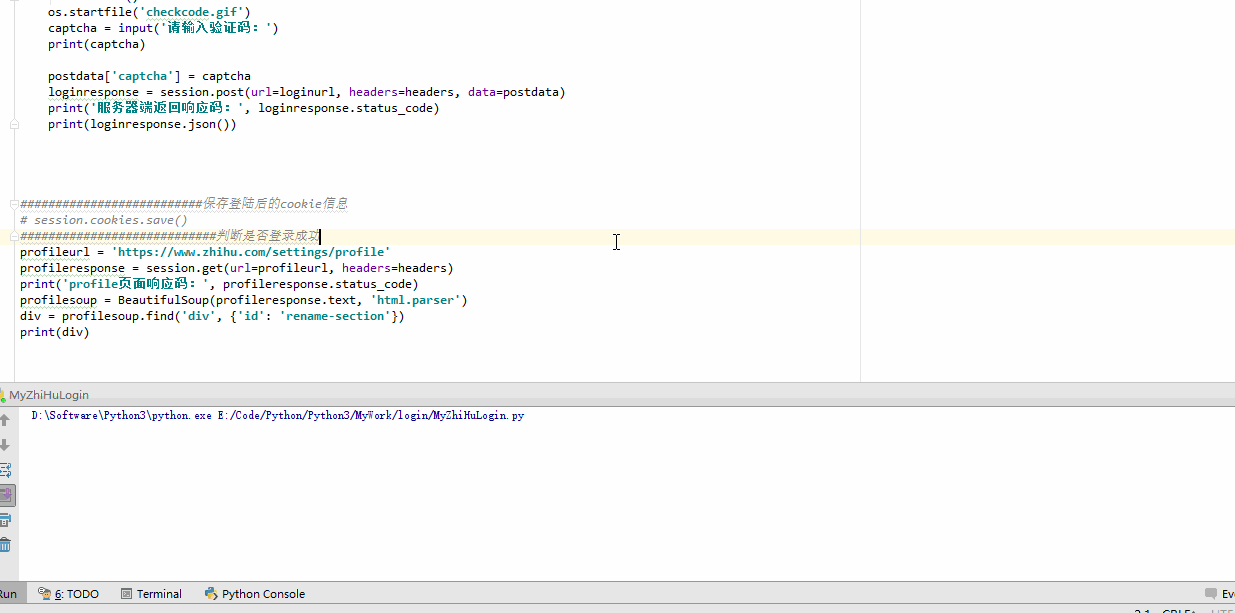 os.startfile('checkcode.gif')
captcha = input('请输入验证码：')
print(captcha)
postdata['captcha'] = captcha
loginresponse = session.post(url=loginurl, headers=headers, data=postdata)
print('服务器端返回响应码：', loginresponse.status_code)
print(loginresponse.json())
##########################保存登陆后的cookie信息
# session.cookies.save()
############################判断是否登录成功
profileurl = 'https://www.zhihu.com/settings/profile'
profileresponse = session.get(url=profileurl, headers=headers)
print('profile页面响应码：', profileresponse.status_code)
profilesoup = BeautifulSoup(profileresponse.text, 'html.parser')
div = profilesoup.find('div', {'id': 'rename-section'})
print(div)
MyZhiHuLogin
D:\Software\Python3\python.exe E:/Code/Python/Python3/MyWork/login/MyZhiHuLogin.py
Run 6: TODO Terminal Python Console